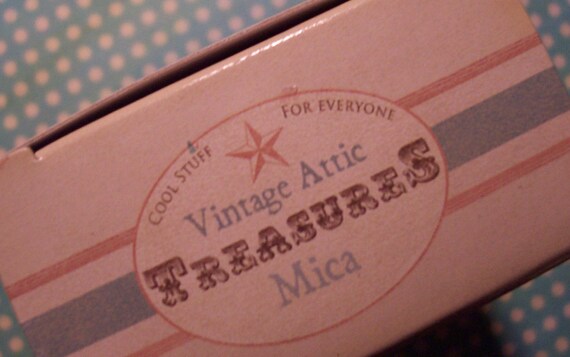 COOL STUFF FOR EVERYONE
Vintage Attic
TREASURES
Mica